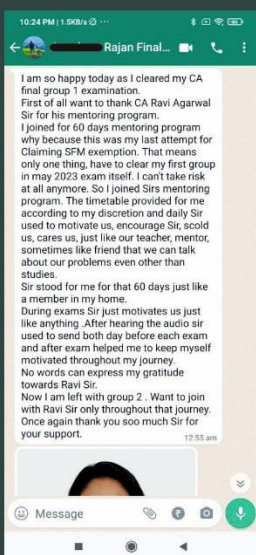 10:24 PM | 1.5KB/s
Rajan Final...
I am so happy today as I cleared my CA
final group 1 examination.
First of all want to thank CA Ravi Agarwal
Sir for his mentoring program.
I joined for 60 days mentoring program
why because this was my last attempt for
Claiming SFM exemption. That means
only one thing, have to clear my first group
in may 2023 exam itself. I can't take risk
at all anymore. So I joined Sirs mentoring
program. The timetable provided for me
according to my discretion and daily Sir
used to motivate us, encourage Sir, scold
us, cares us, just like our teacher, mentor,
sometimes like friend that we can talk
about our problems even other than
studies.
Sir stood for me for that 60 days just like
a member in my home.
During exams Sir just motivates us just
like anything .After hearing the audio sir
used to send both day before each exam
and after exam helped me to keep myself
motivated throughout my journey.
No words can express my gratitude
towards Ravi Sir.
Now I am left with group 2 . Want to join
with Ravi Sir only throughout that journey.
Once again thank you soo much Sir for
your support.
12:55 am
Message